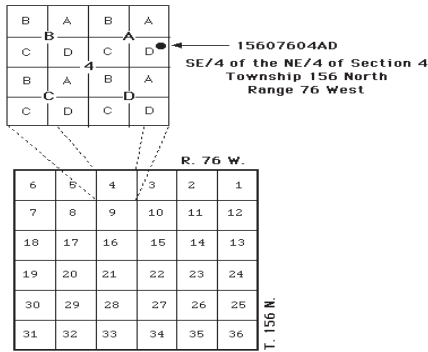 B A B A
B A
C D C D
15607604AD
SE/4 of the NE/4 of Section 4
Township 156 North
Range 76 West
4
B A B A
C D
C D C D
R. 76 W.
6 5 4 3 2 1
7 8 9 10 11 12
18 17 16 15 14 13
19 20 21 22 23 24
30 29 28 27 26 25
31 32 33 34 35 36
T. 156 N.